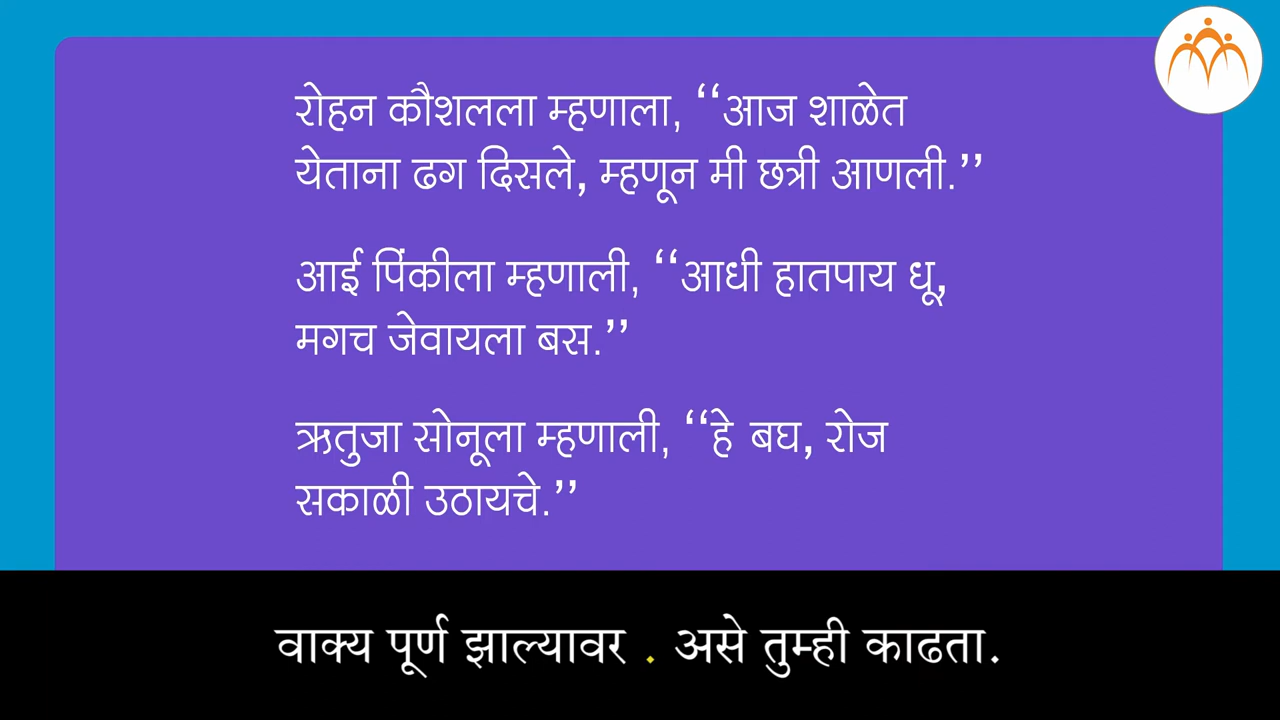 रोहन कौशलला म्हणाला, ‘‘आज शाळेत
येताना ढग दिसले, म्हणून मी छत्री आणली.’’
आई पिंकीला म्हणाली, ‘‘आधी हातपाय धू,
मगच जेवायला बस.’’
ऋतुजा सोनूला म्हणाली, ‘‘हे बघ, रोज
सकाळी उठायचे.’’
वाक्य पूर्ण झाल्यावर . असे तुम्ही काढता.